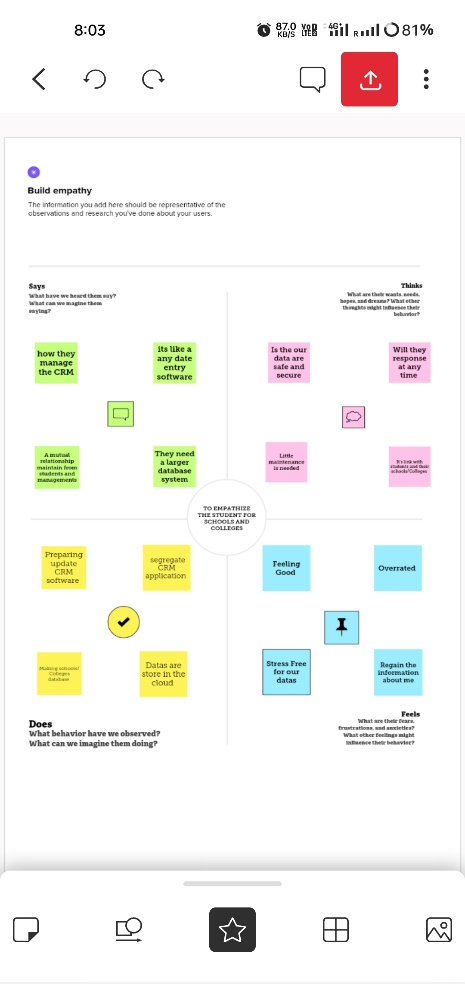 8:03
87.0 KB/S
Vo) LTE2
4G+
R
81%
Build empathy
The information you add here should be representative of the
observations and research you've done about your users.
Says
What have we heard them say?
What can we magine them
saying?
Thinks
What are their wants, needs,
hopes, and dreams? What other
thoughts might influence their
behavior?
how they
manage
the CRM
its like a
any date
entry
software
Is the our
data are
safe and
secure
Will they
response
at any
time
A mutual
relationship
maintain from
students and
managements
They need
a larger
database
system
Little
maintenance
is needed
It's link with
students and their
schools/Colleges
TO EMPATHIZE
THE STUDENT FOR
SCHOOLS AND
COLLEGES
Preparing
update
CRM
software
segregate
CRM
application
Feeling
Good
Overrated
Making schools/
Colleges
database
Datas are
store in the
cloud
Stress Free
for our
datas
Regain the
information
about me
Does
What behavior have we observed?
What can we imagine them doing?
Feels
What are their fears,
frustrations, and anxieties?
What other feelings might
influence their behavior?